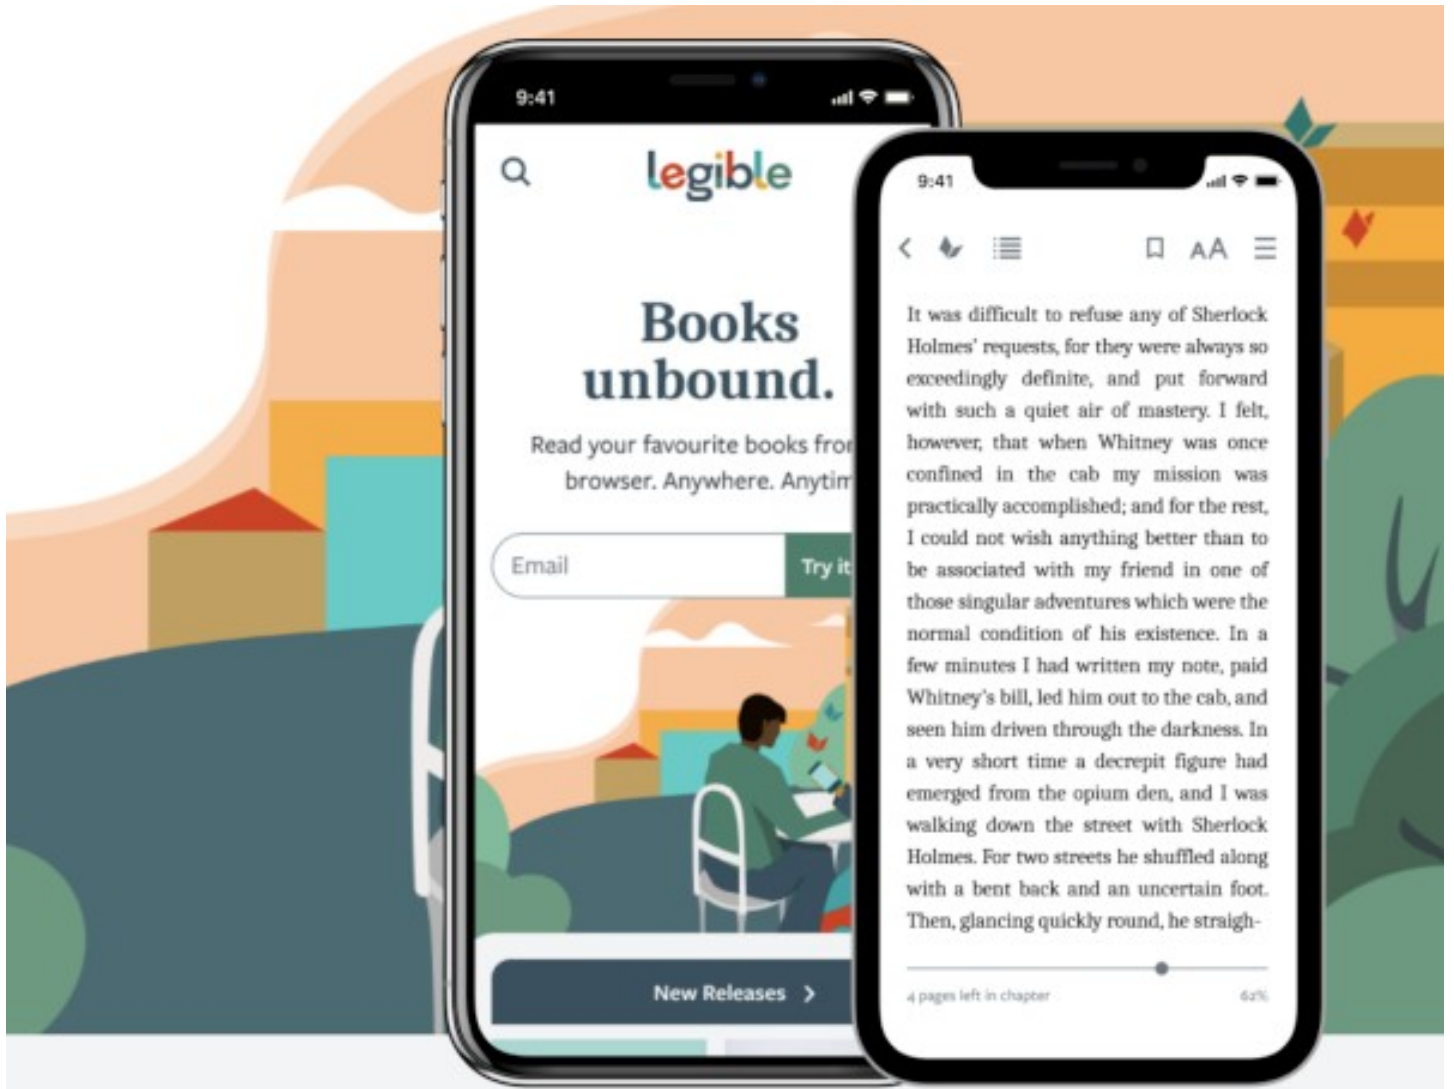 9:41
legible
Books
unbound.
Read your favourite books
browser. Anywhere.
Email
Try it
New Releases
9:41
AA
It was difficult to refuse any of Sherlock
Holmes' requests, for they were always so
exceedingly definite, and put forward
with such a quiet air of mastery. I felt,
however, that when Whitney was once
confined in the cab my mission was
practically accomplished; and for the rest,
I could not wish anything better than to
be associated with my friend in one of
those singular adventures which were the
normal condition of his existence. In a
few minutes I had written my note, paid
Whitney's bill, led him out to the cab, and
seen him driven through the darkness. In
a very short time a decrepit figure had
emerged from the opium den, and I was
walking down the street with Sherlock
Holmes. For two streets he shuffled along
with a bent back and an uncertain foot.
Then, glancing quickly round, he straigh-
4 pages left in chapter
62%